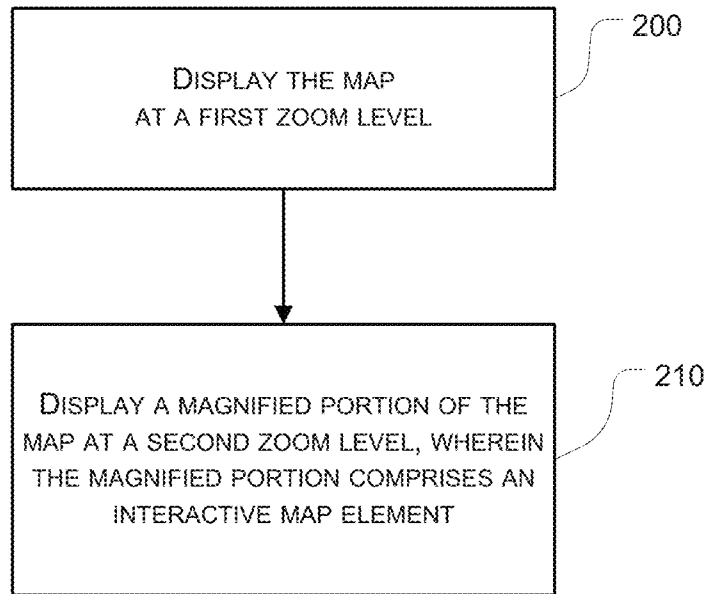 DISPLAY THE MAP
AT A FIRST ZOOM LEVEL
200
DISPLAY A MAGNIFIED PORTION OF THE
MAP AT A SECOND ZOOM LEVEL, WHEREIN
THE MAGNIFIED PORTION COMPRISES AN
INTERACTIVE MAP ELEMENT
210